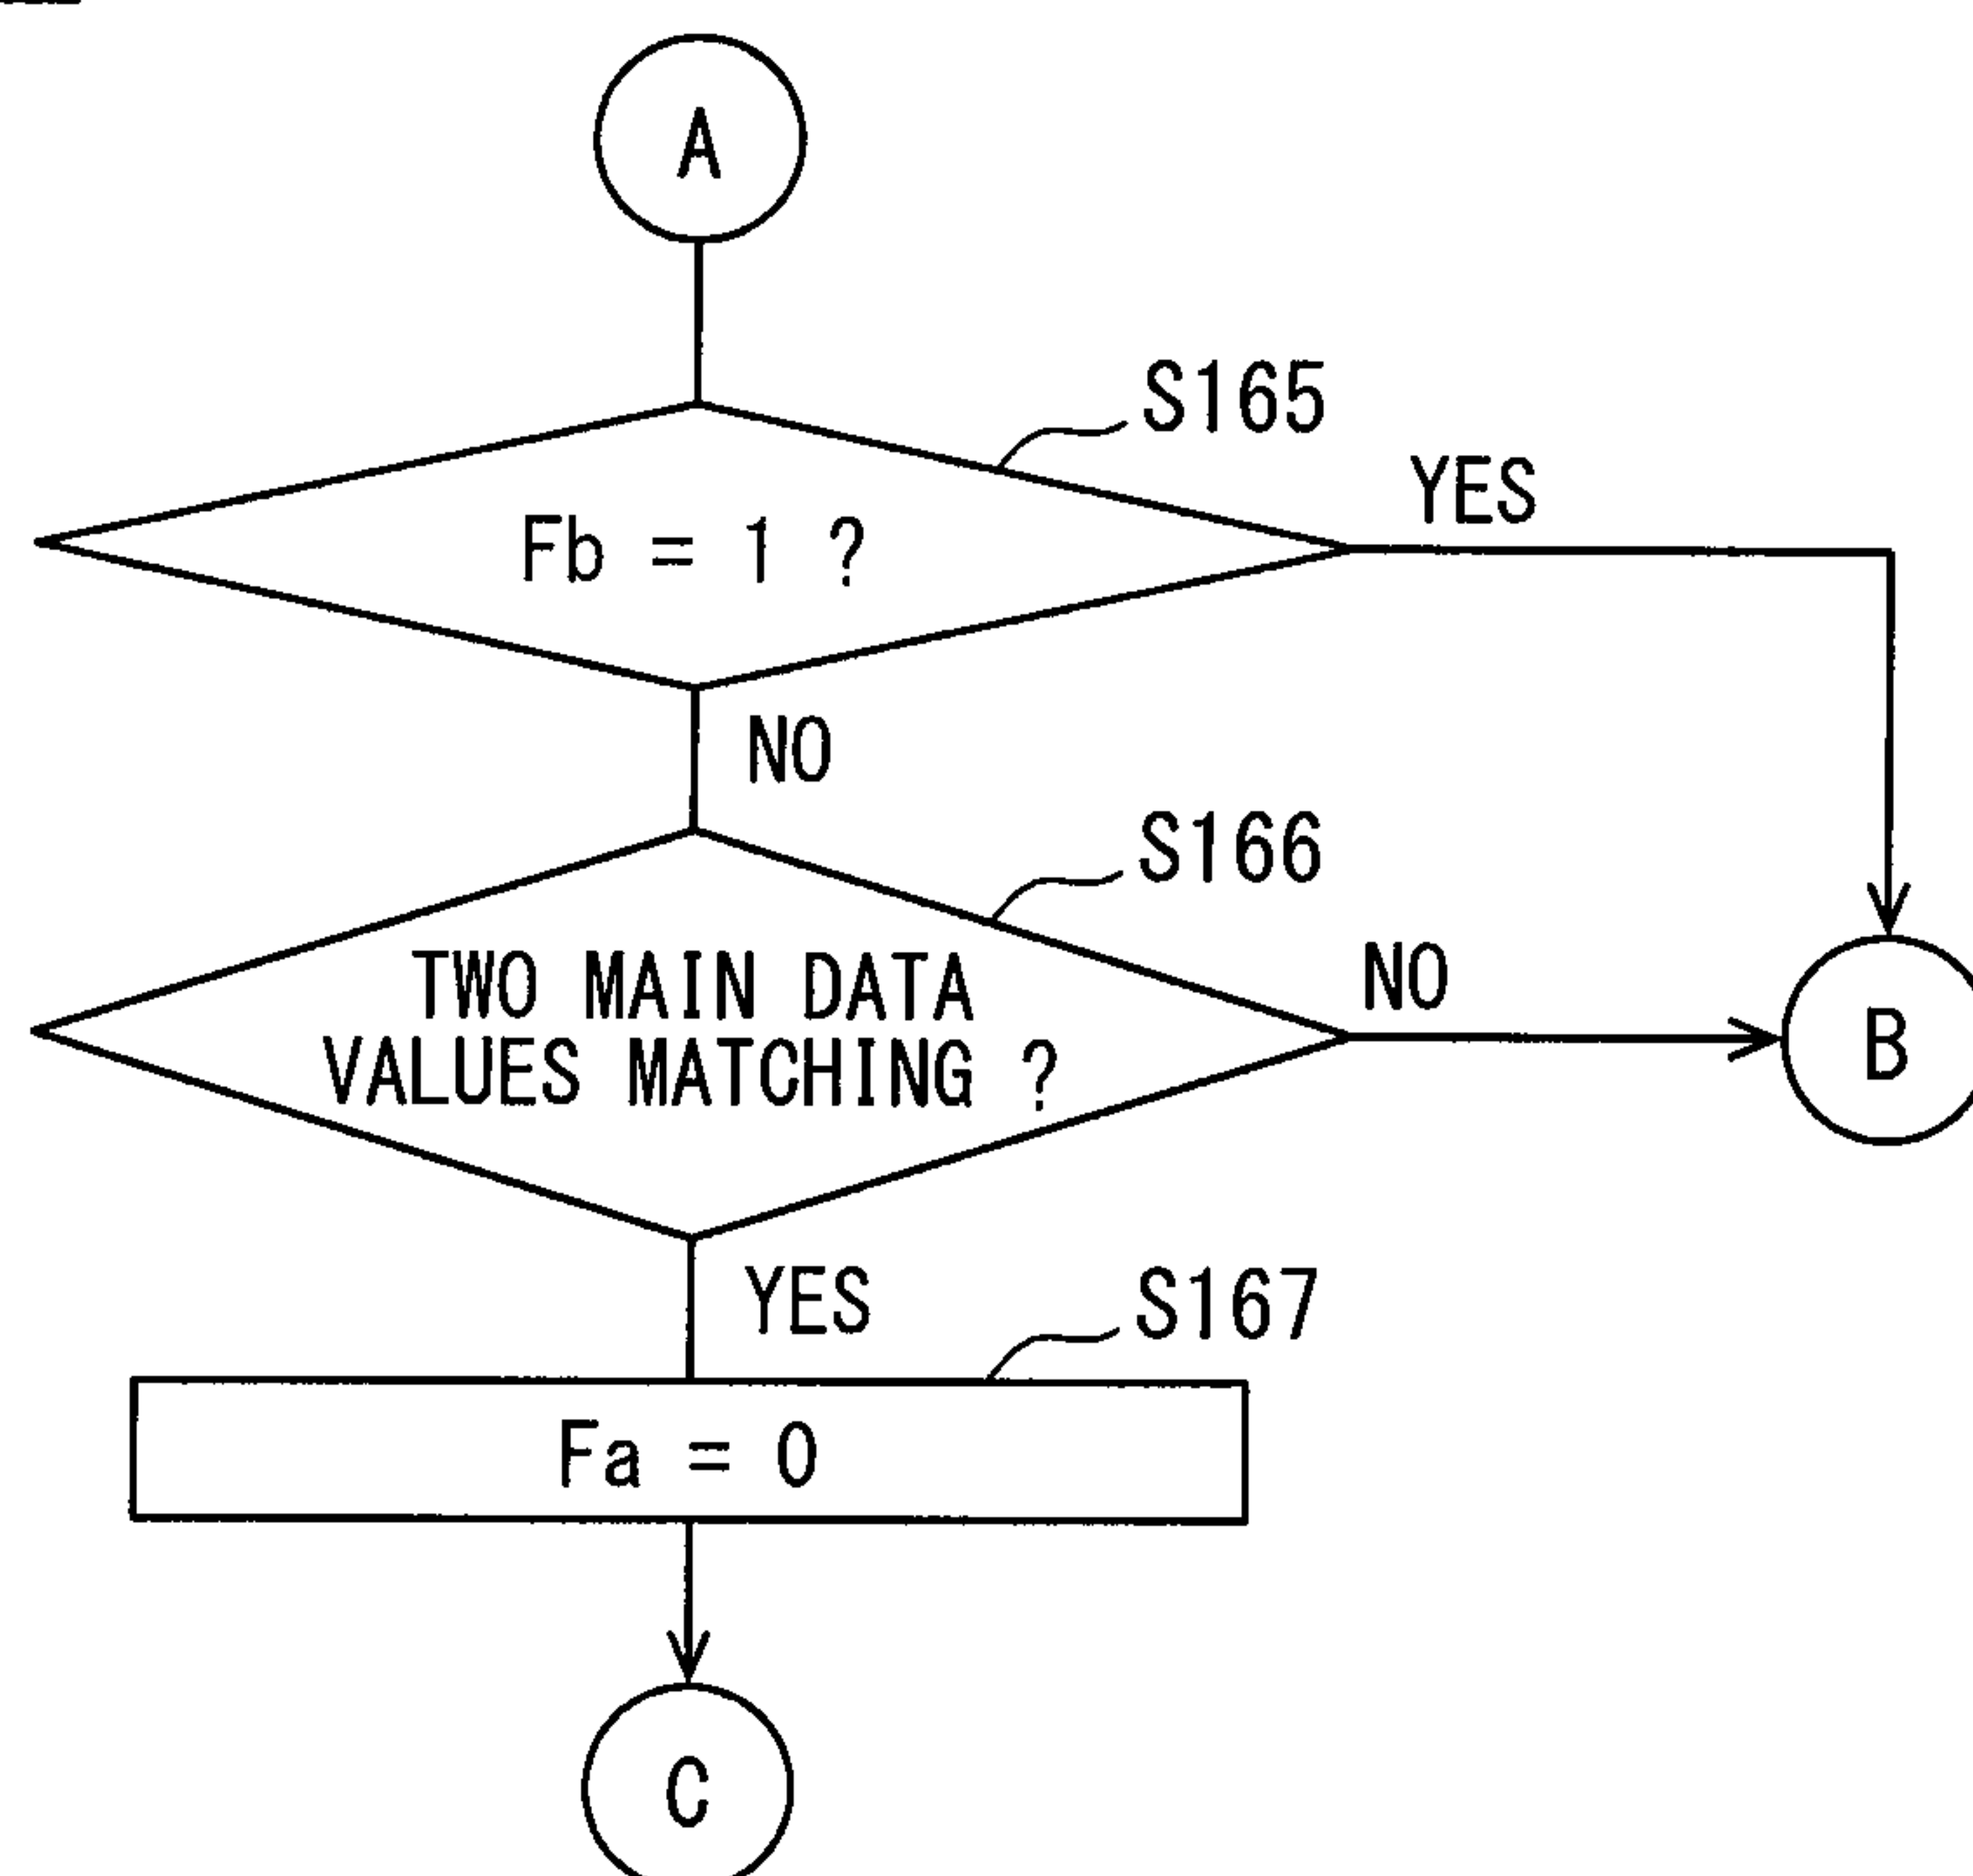 A
S165
YES
Fb = 1 ?
NO
S166
TWO MAIN DATA
VALUES MATCHING ?
NO
B
YES
S167
Fa = 0
C